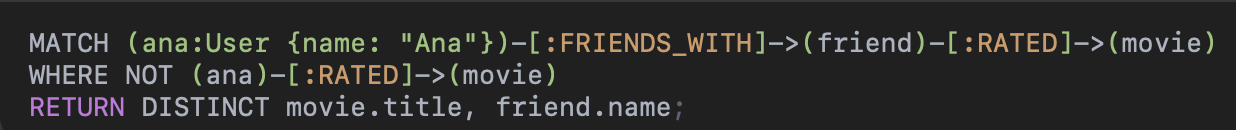 MATCH (ana:User {name: "Ana"})-[:FRIENDS_WITH]->(friend)-[:RATED]->(movie)
WHERE NOT (ana)-[:RATED]->(movie)
RETURN DISTINCT movie.title, friend.name;